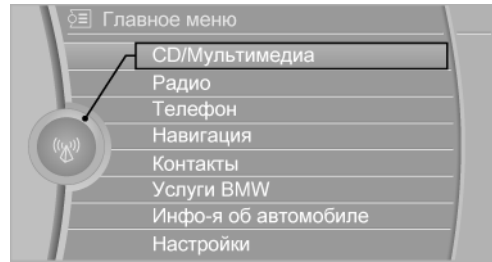 Главное меню
CD/Мультимедиа
Радио
Телефон
Навигация
Контакты
Услуги BMW
Инфо-я об автомобиле
Настройки